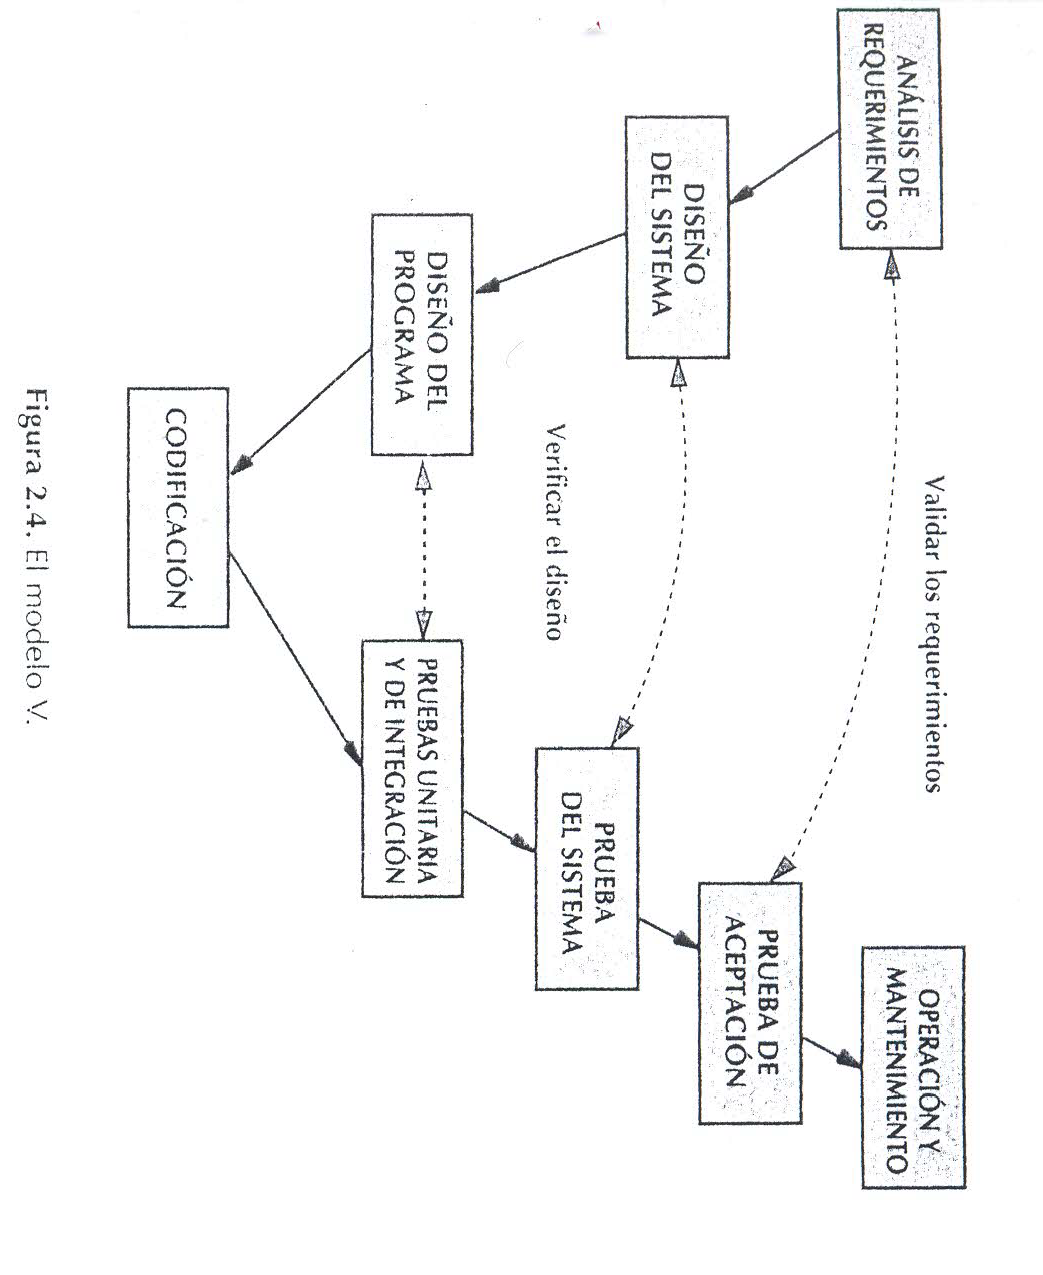 ANÁLISIS DE
REQUERIMIENTOS
OPERACIÓN Y
MANTENIMIENTO
Validar los requerimientos
DISEÑO
DEL SISTEMA
PRUEBA DE
ACEPTACIÓN
Verificar el diseño
PRUEBA
DEL SISTEMA
DISEÑO DEL
PROGRAMA
PRUEBAS UNITARIA
Y DE INTEGRACIÓN
CODIFICACIÓN
Figura 2.4. El modelo V.